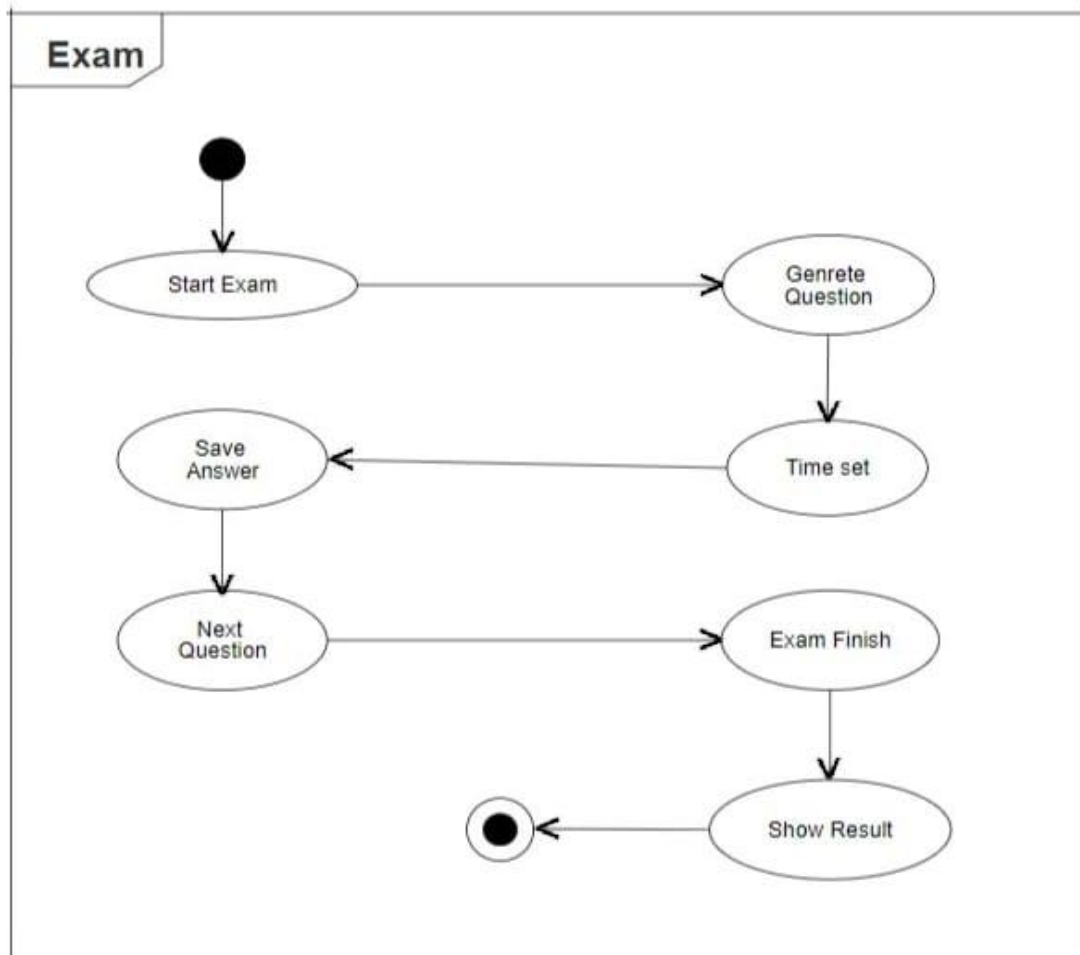 Exam
Start Exam
Genrete
Question
Save
Answer
Time set
Next
Question
Exam Finish
Show Result